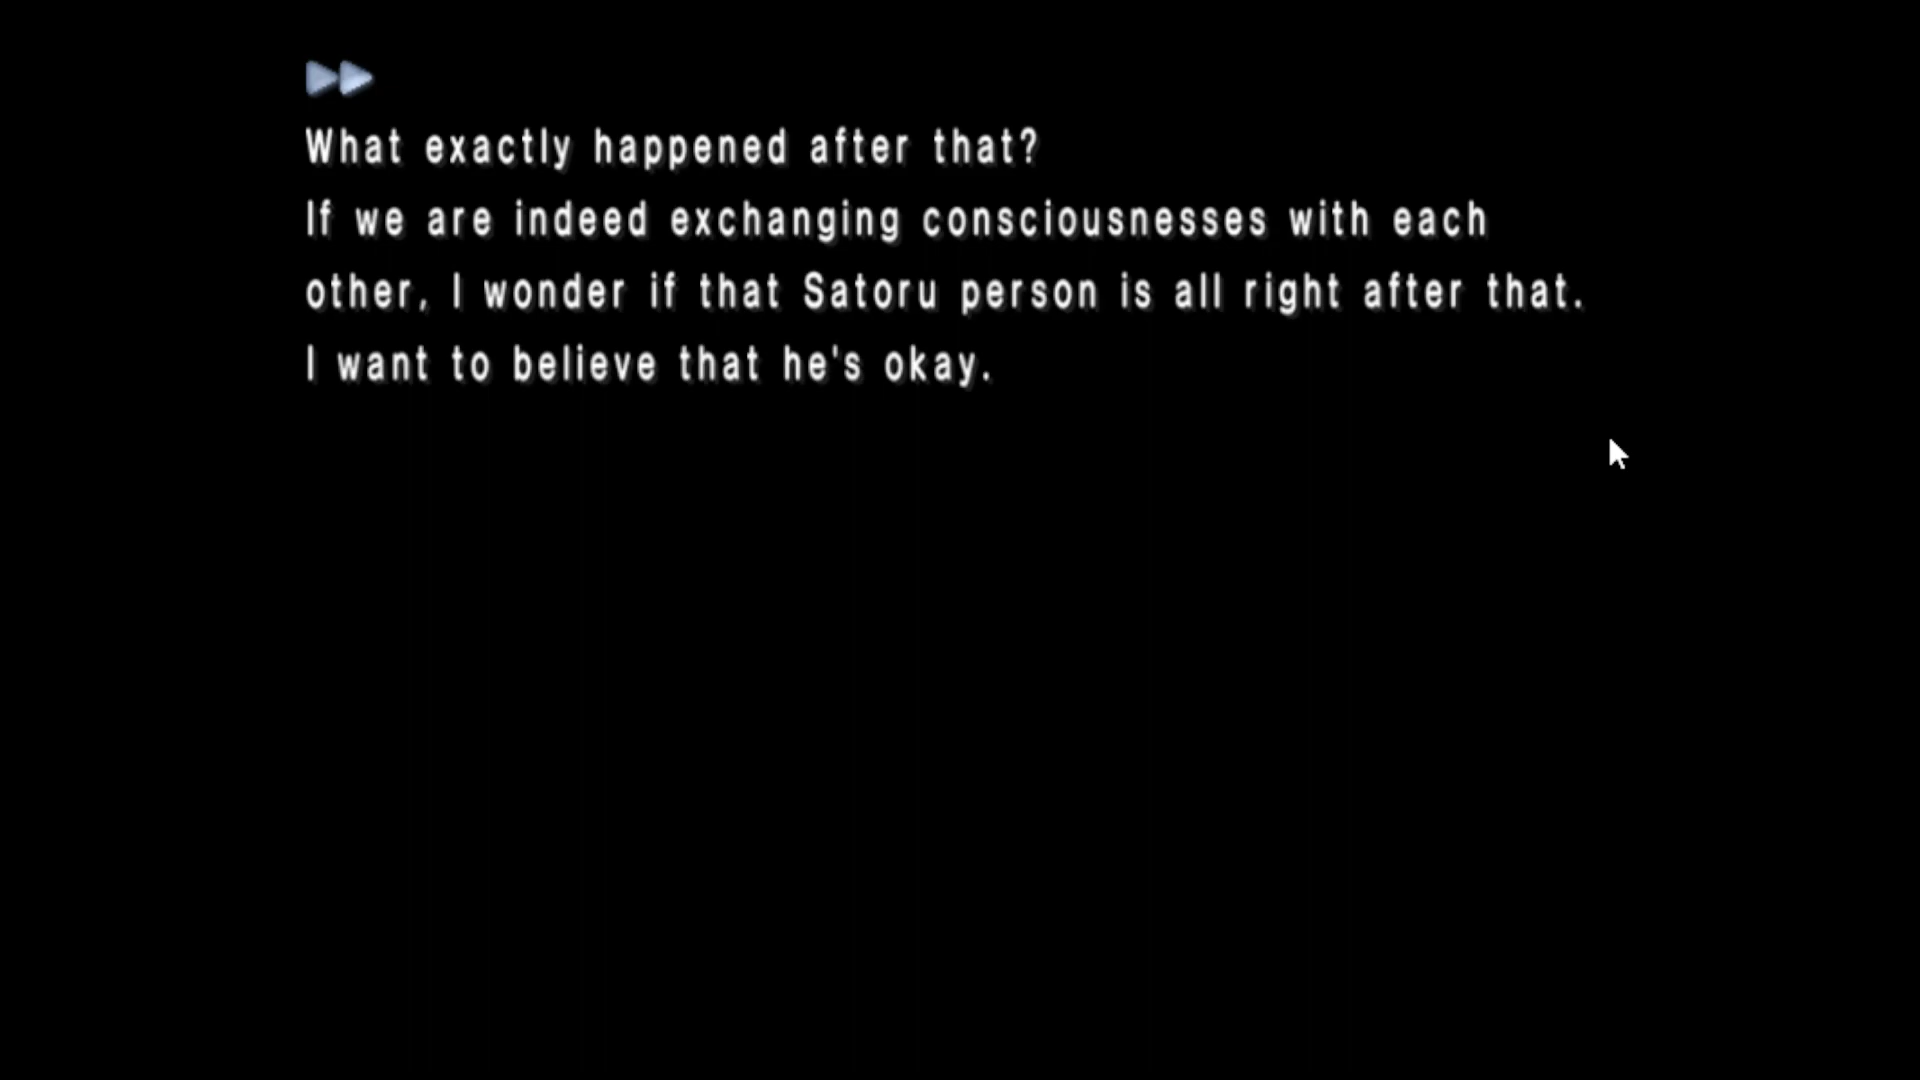 What exactly happened after that?
If we are indeed exchanging consciousnesses with each
other, I wonder if that Satoru person is all right after that.
I want to believe that he's okay.